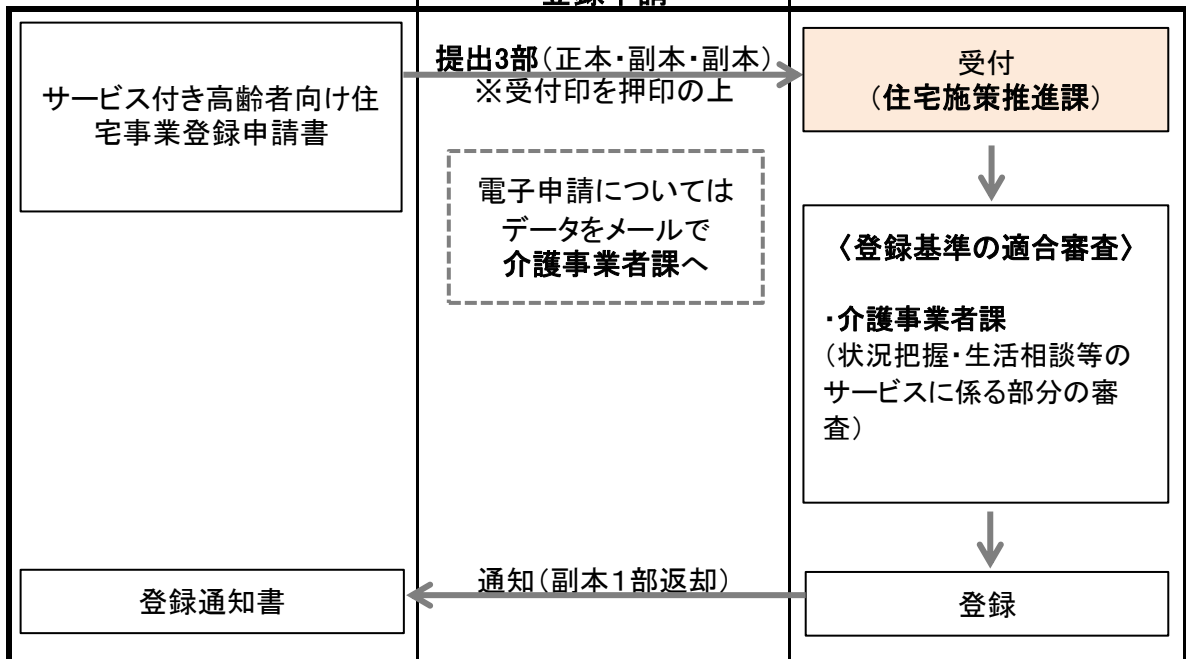 サービス付き高齢者向け住
宅事業登録申請書
提出3部(正本・副本・副本)
※受付印を押印の上
受付
(住宅施策推進課)
電子申請については
データをメールで
介護事業者課へ
〈登録基準の適合審査〉
・介護事業者課
(状況把握・生活相談等の
サービスに係る部分の審
査)
登録通知書
通知(副本１部返却)
登録